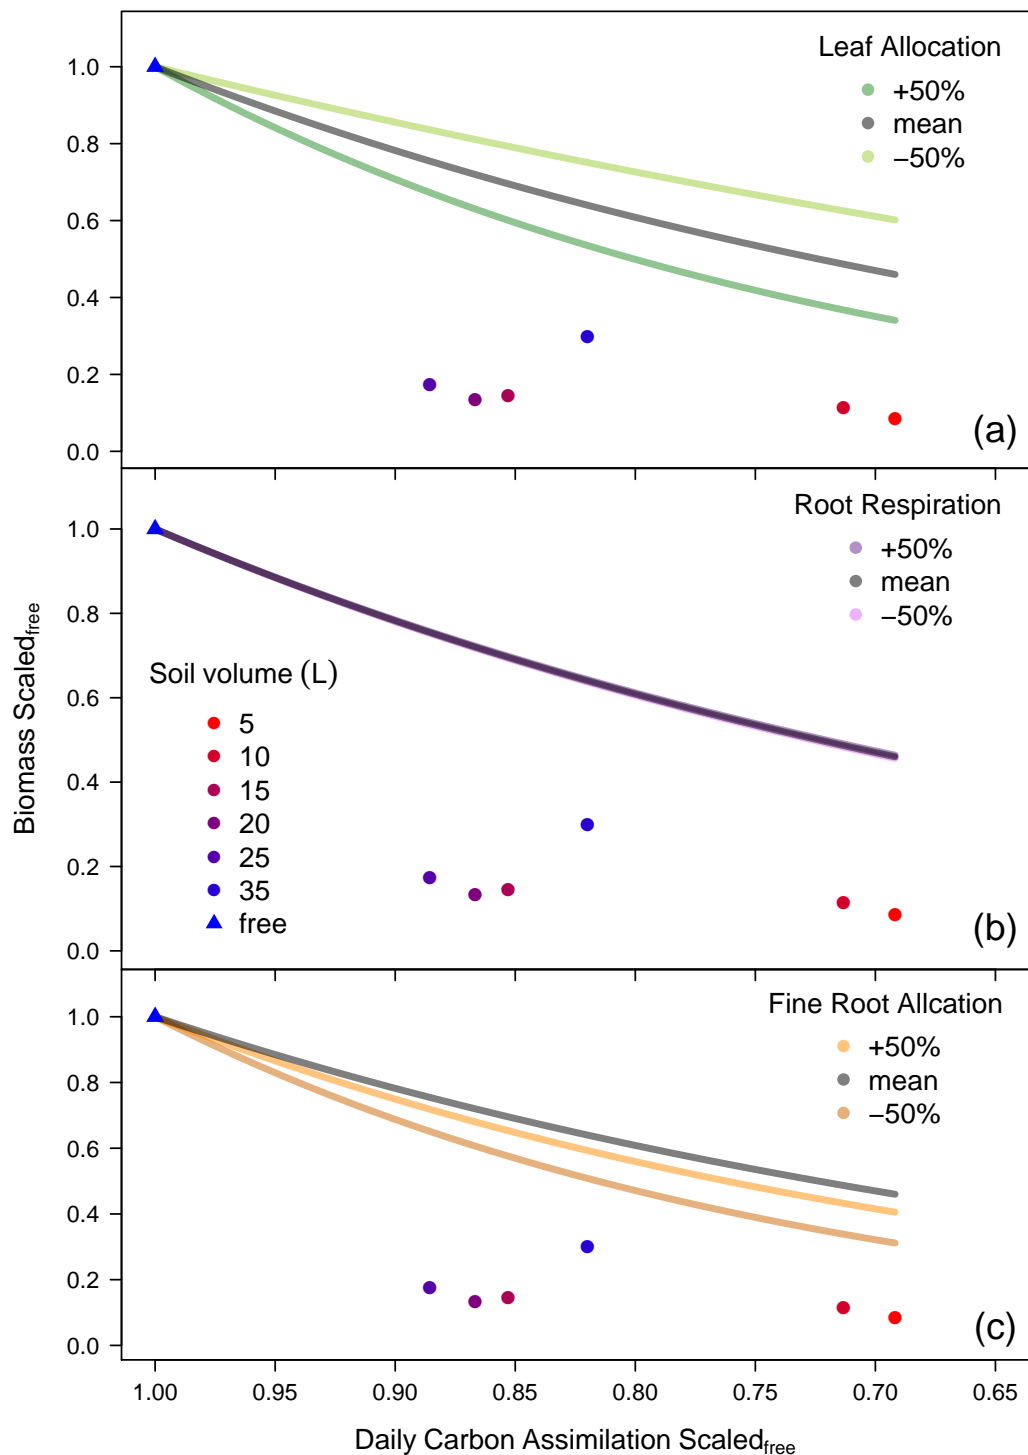 Leaf Allocation
+50%
mean
−50%
1.0
0.8
0.6
0.4
0.2
0.0
(a)
Root Respiration
+50%
mean
−50%
1.0
0.8
0.6
0.4
0.2
0.0
Soil volume (L)
5
10
15
20
25
35
free
(b)
Biomass Scaledfree
Fine Root Allcation
+50%
mean
−50%
1.0
0.8
0.6
0.4
0.2
0.0
(c)
1.00 0.95 0.90 0.85 0.80 0.75 0.70 0.65
Daily Carbon Assimilation Scaledfree